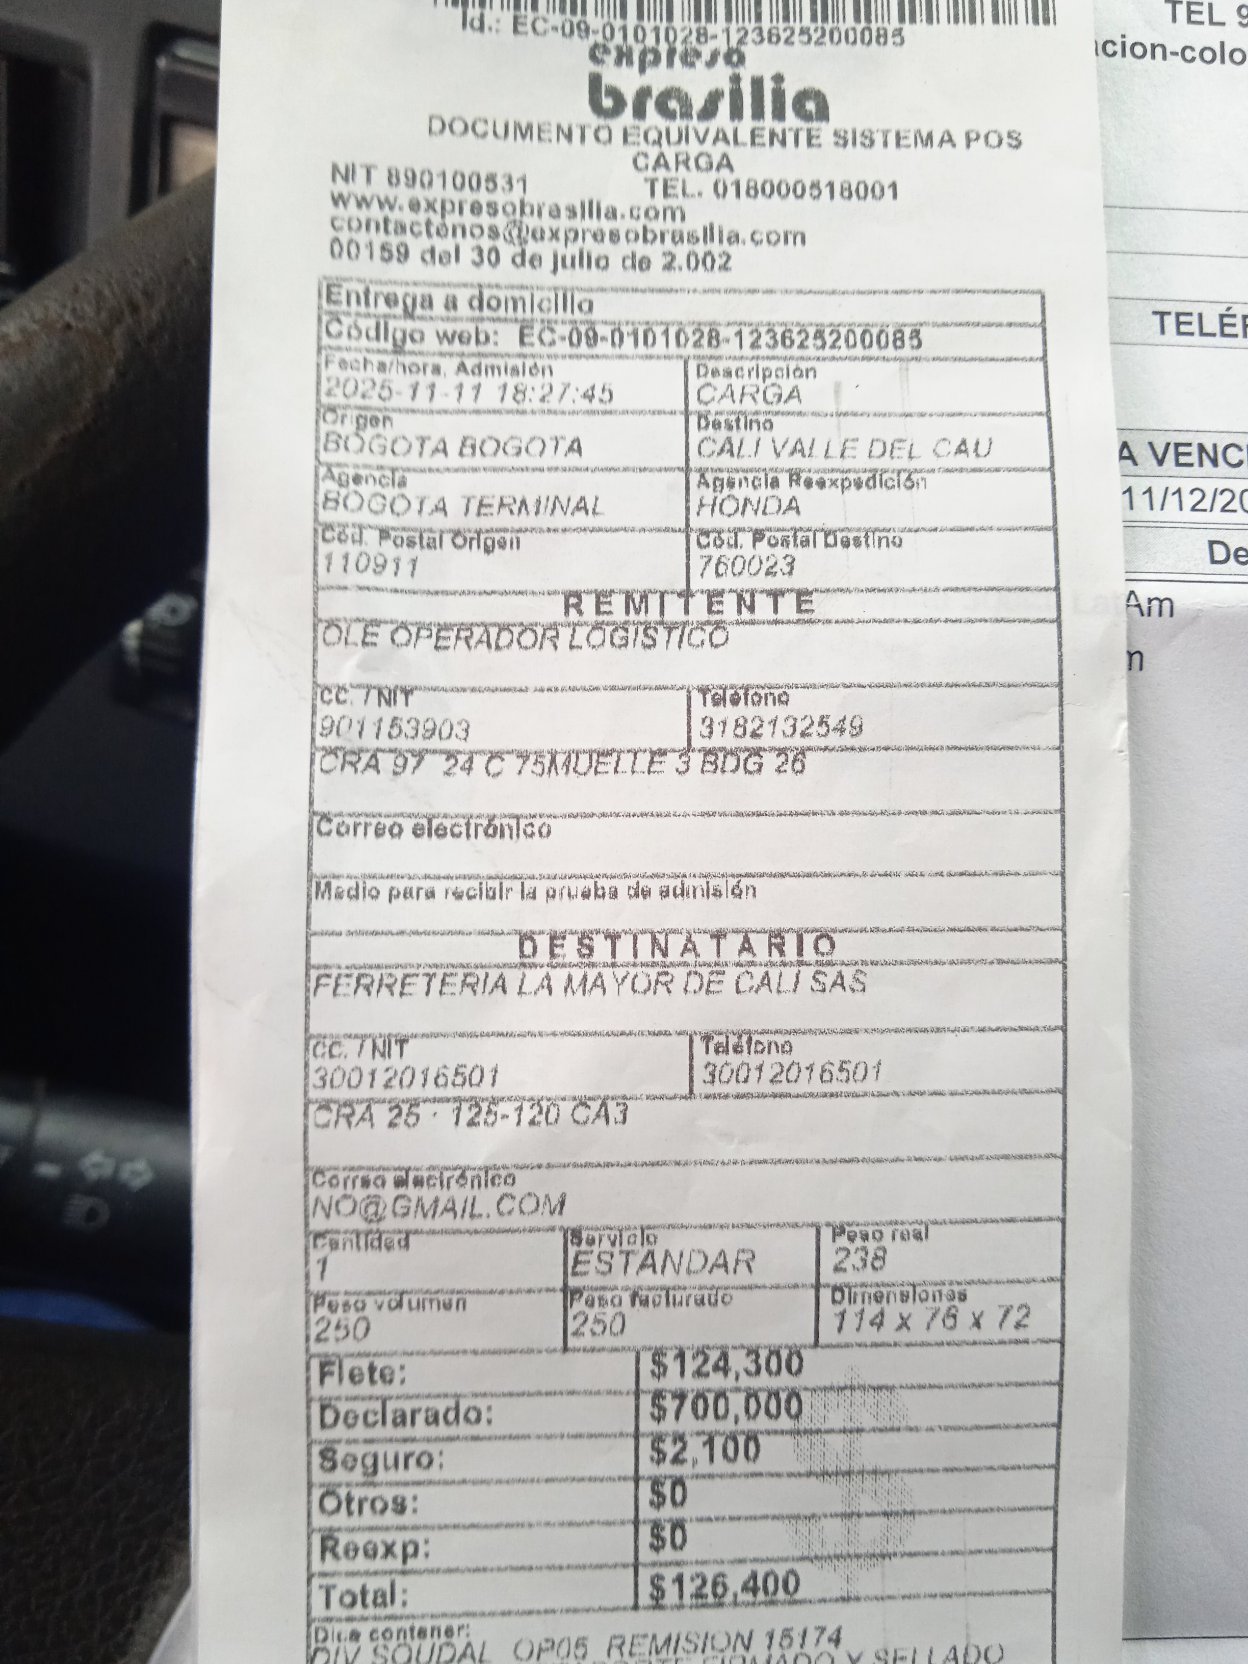 Id.: EC-09-0101028-123625200085
expreso
brasilia
DOCUMENTO EQUIVALENTE SISTEMA POS
CARGA
NIT 890100531 TEL. 018000518001
www.expresobrasilia.com
contactenos@expresobrasilia.com
00159 del 30 de julio de 2.002
Entrega a domicilio
Código web: EC-09-0101028-123625200085
Fecha/hora, Admisión Descripción
2025-11-11 18:27:45 CARGA
Origen Destino
BOGOTA BOGOTA CALI VALLE DEL CAU
Agencia Agencia Reexpedición
BOGOTA TERMINAL HONDA
Cód. Postal Origen Cód. Postal Destino
110911 760023
REMITENTE
OLE OPERADOR LOGISTICO
CC. / NIT Teléfono
901153903 3182132549
CRA 97 24 C 75MUELLE 3 BDG 26
Correo electrónico
Medio para recibir la prueba de admisión
DESTINATARIO
FERRETERIA LA MAYOR DE CALI SAS
CC. / NIT Teléfono
30012016501 30012016501
CRA 25 · 125-120 CA3
Correo electrónico
NO@GMAIL.COM
Cantidad Servicio Peso real
1 ESTANDAR 238
Peso volumen Peso facturado Dimensiones
250 250 114 x 76 x 72
Flete: $124,300
Declarado: $700,000
Seguro: $2,100
Otros: $0
Reexp: $0
Total: $126,400
Dice contener:
DIV SOUDAL OP05 REMISION 15174
FIRMADO Y SELLADO
TEL 9
acion-colo
TELÉF
A VENCI
11/12/20
De
Am
m